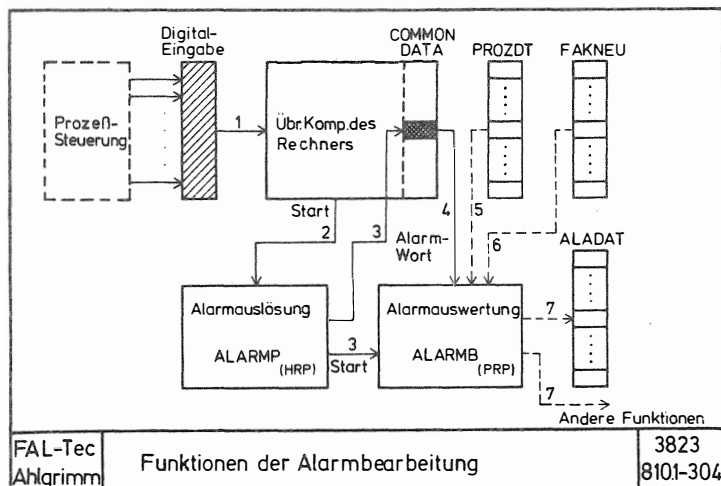 Digital-
Eingabe
COMMON
DATA
PROZDT
FAKNEU
Prozeß-
Steuerung
1
Übr.Komp.des
Rechners
Start
2
3
4
Alarm-
Wort
5
6
ALADAT
Alarmauslösung
ALARMP
(HRP)
3
Start
Alarmauswertung
ALARMB
(PRP)
7
7
Andere Funktionen
FAL-Tec
Ahlgrimm
Funktionen der Alarmbearbeitung
3823
810.1-304